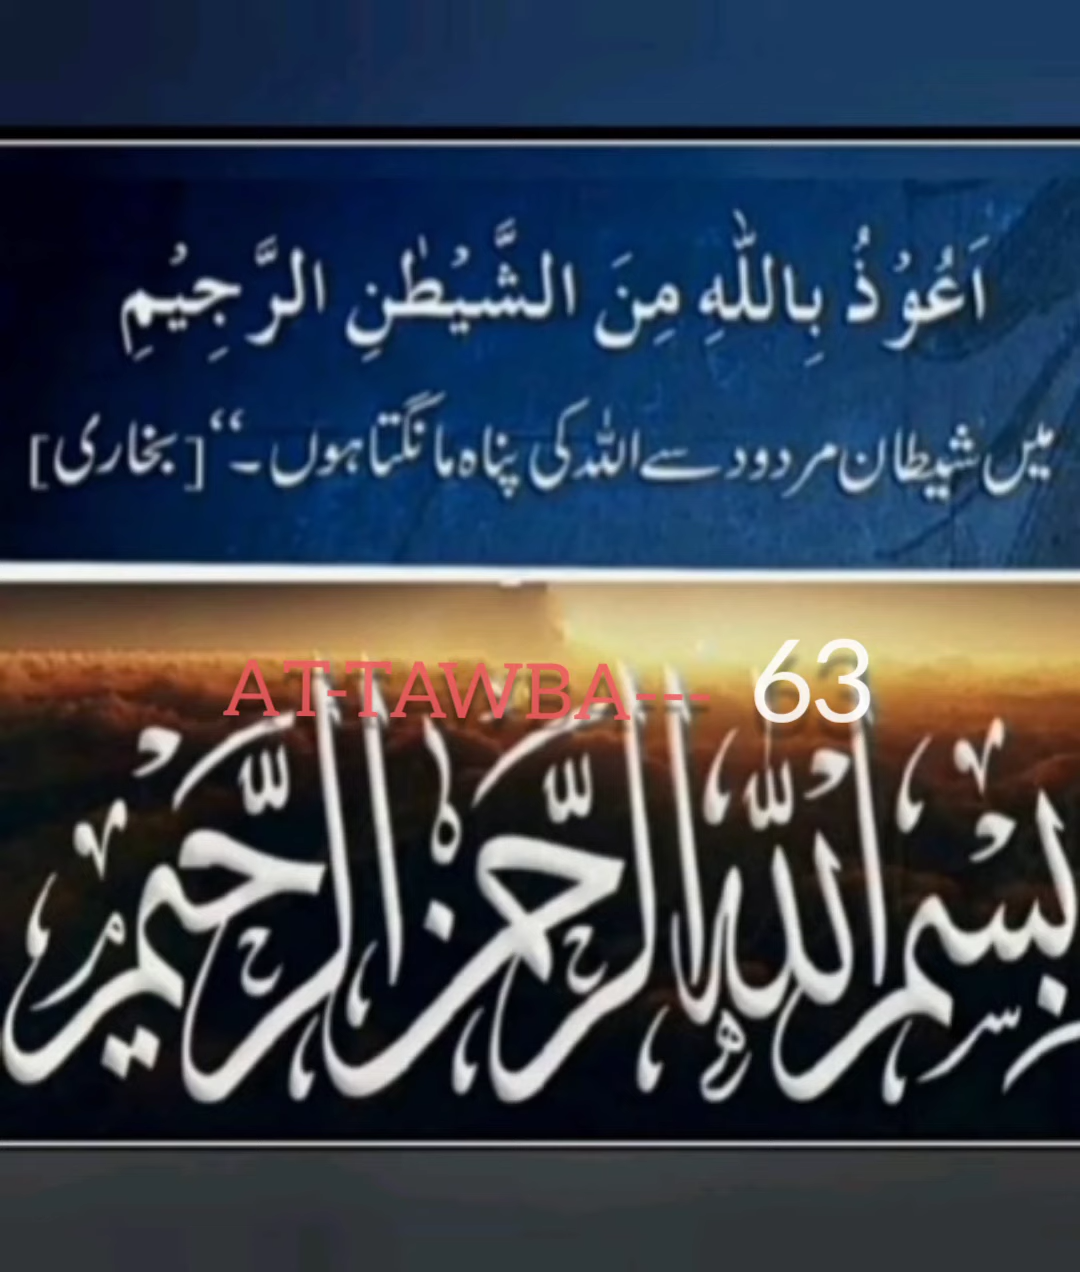 اَعُوْذُ بِاللّٰهِ مِنَ الشَّيْطٰنِ الرَّجِيْمِ
میں شیطان مردود سے اللہ کی پناہ مانگتا ہوں۔“ [بخاری]
AT-TAWBA--- 63
بسم الله الرحمن الرحيم